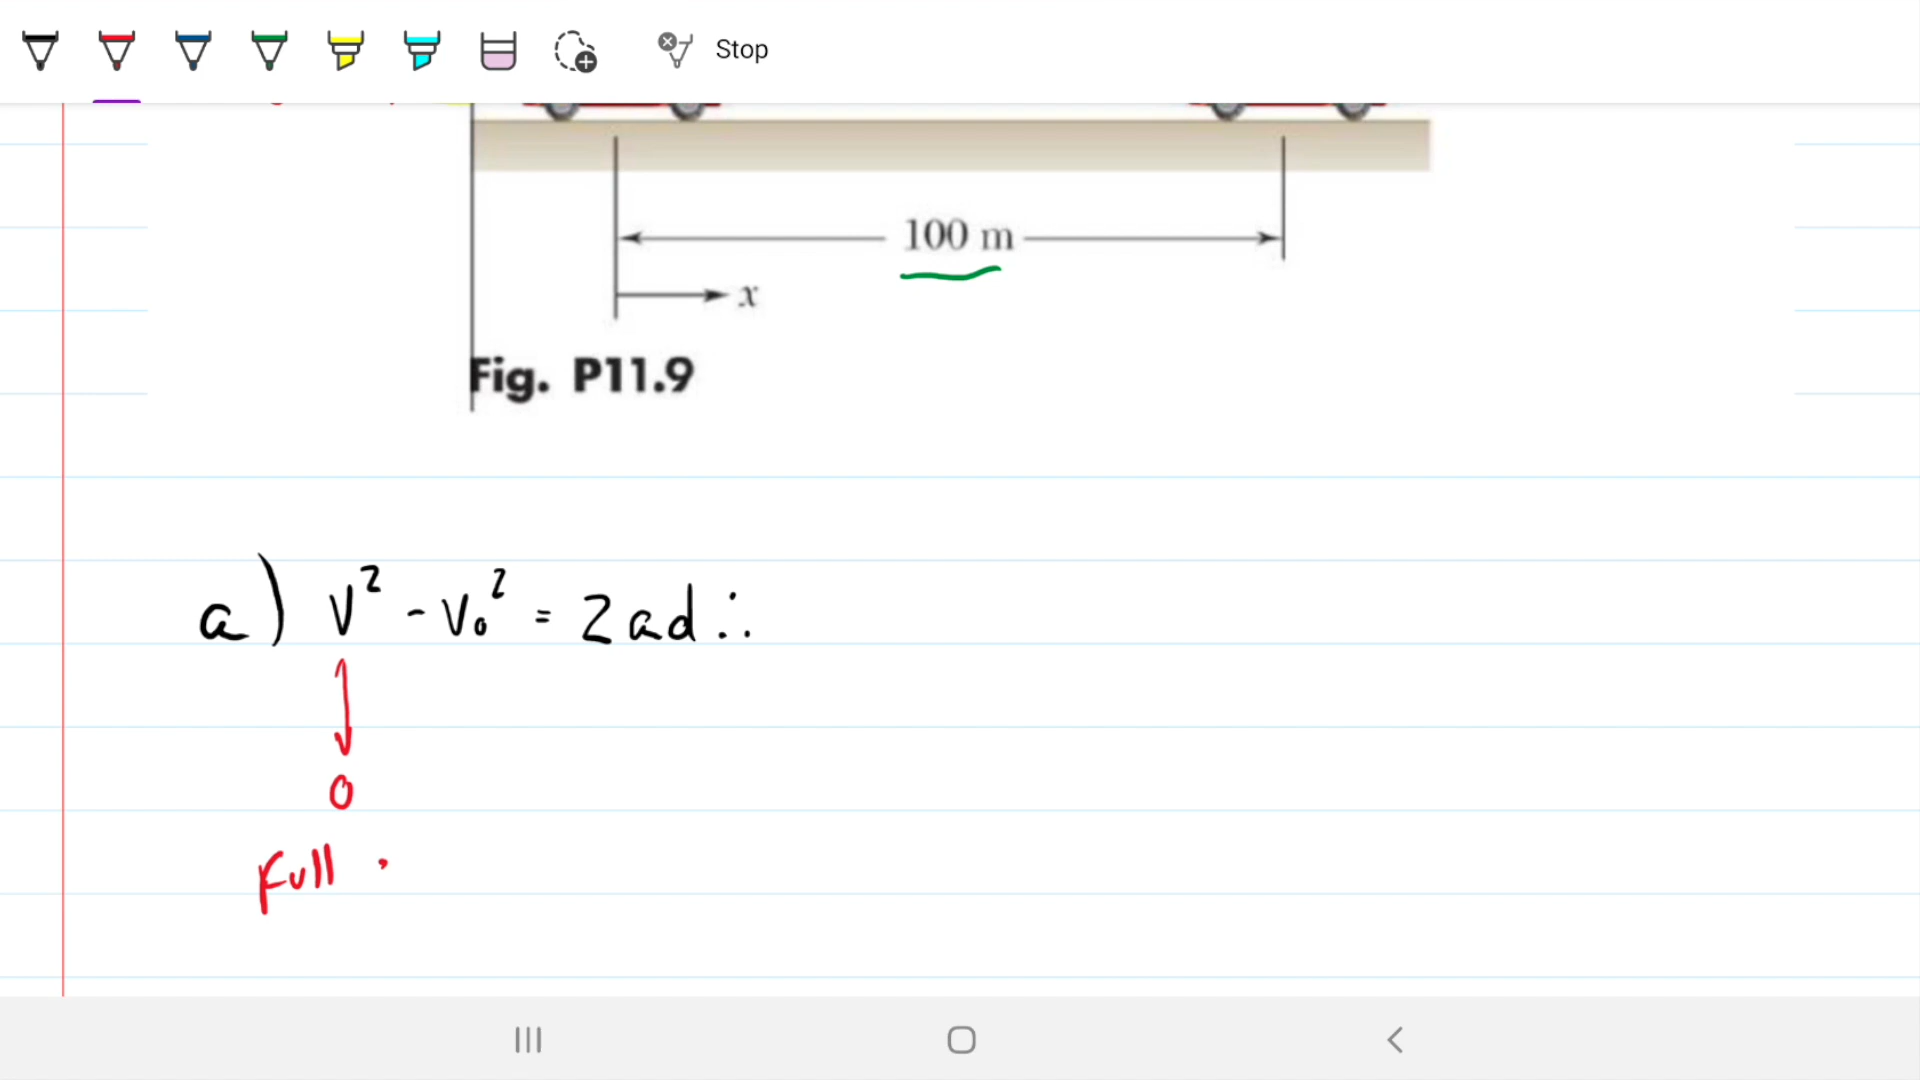 Stop
100 m
x
Fig. P11.9
a) v² - v₀² = 2ad ∴
0
Full